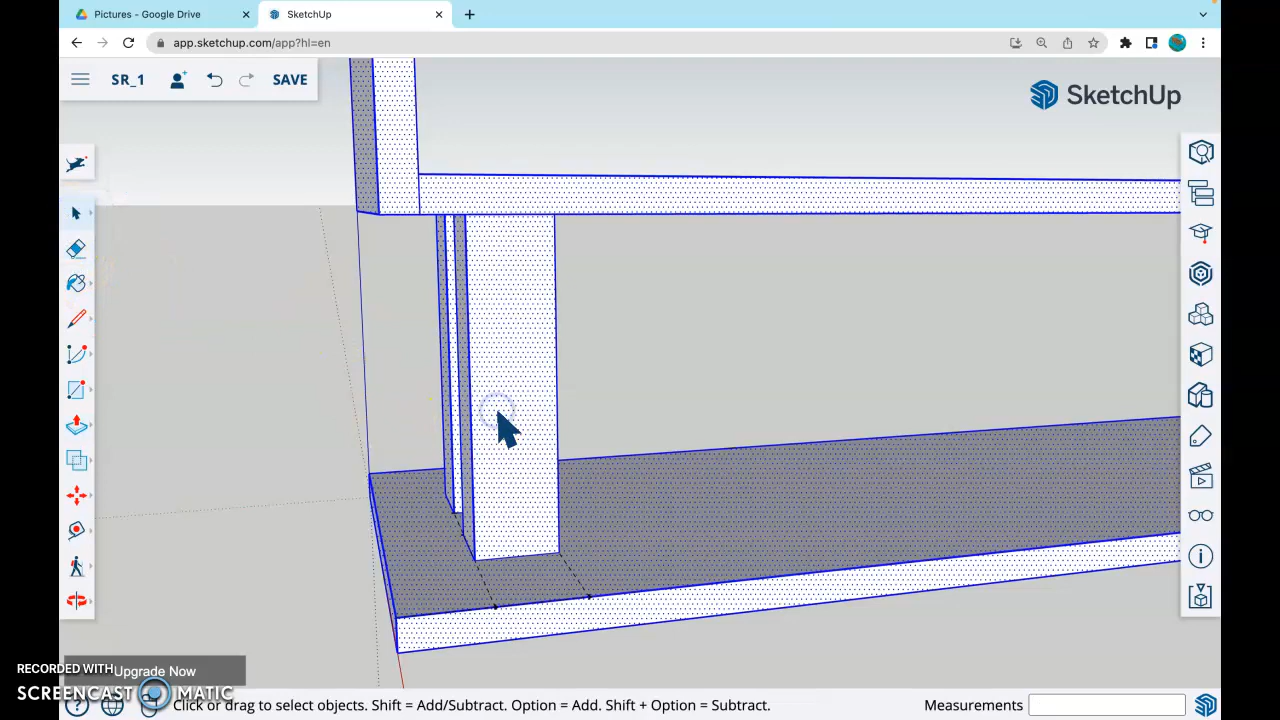 Pictures - Google Drive
SketchUp
app.sketchup.com/app?hl=en
SR_1
SAVE
SketchUp
RECORDED WITH
Upgrade Now
SCREENCAST MATIC
Click or drag to select objects. Shift = Add/Subtract. Option = Add. Shift + Option = Subtract.
Measurements